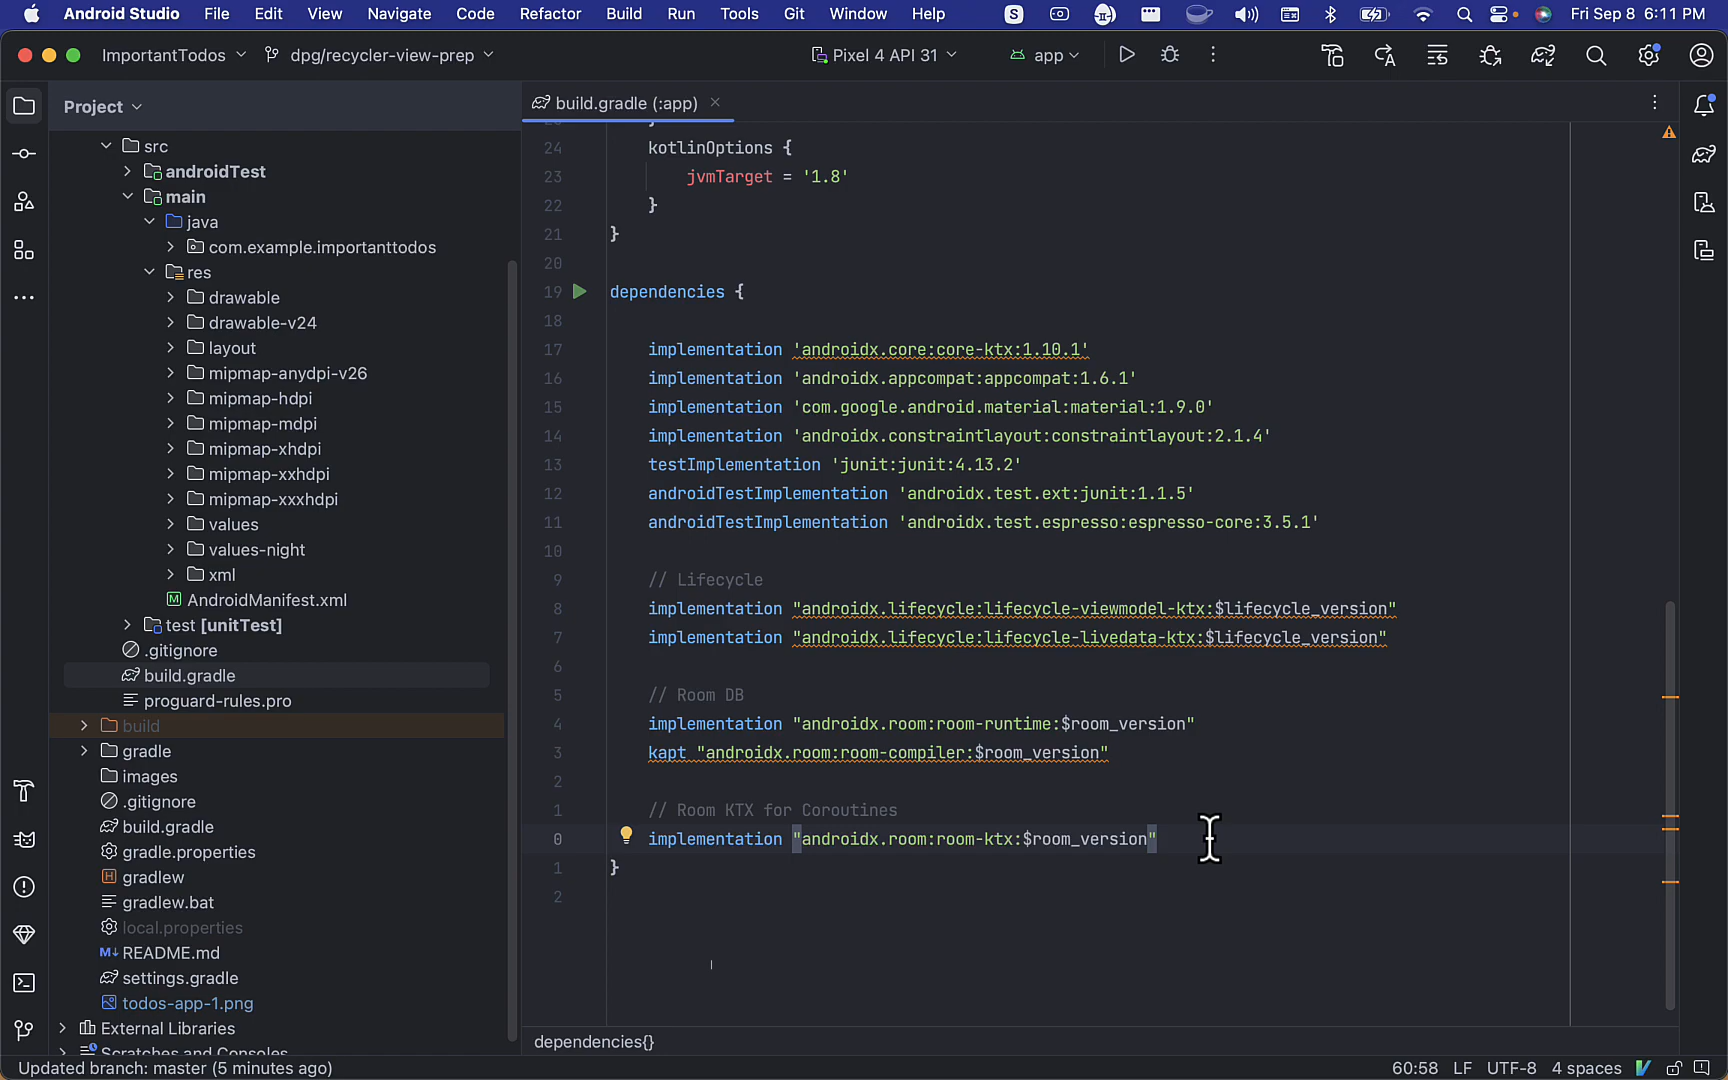 Android Studio File Edit View Navigate Code Refactor Build Run Tools Git Window Help S Fri Sep 8 6:11 PM
ImportantTodos dpg/recycler-view-prep Pixel 4 API 31 app
Project
build.gradle (:app)
src
androidTest
main
java
com.example.importanttodos
res
drawable
drawable-v24
layout
mipmap-anydpi-v26
mipmap-hdpi
mipmap-mdpi
mipmap-xhdpi
mipmap-xxhdpi
mipmap-xxxhdpi
values
values-night
xml
M AndroidManifest.xml
test [unitTest]
.gitignore
build.gradle
proguard-rules.pro
build
gradle
images
.gitignore
build.gradle
gradle.properties
H gradlew
gradlew.bat
local.properties
M↓ README.md
settings.gradle
todos-app-1.png
External Libraries
Scratches and Consoles
24 kotlinOptions {
23 jvmTarget = '1.8'
22 }
21 }
20
19 dependencies {
18
17 implementation 'androidx.core:core-ktx:1.10.1'
16 implementation 'androidx.appcompat:appcompat:1.6.1'
15 implementation 'com.google.android.material:material:1.9.0'
14 implementation 'androidx.constraintlayout:constraintlayout:2.1.4'
13 testImplementation 'junit:junit:4.13.2'
12 androidTestImplementation 'androidx.test.ext:junit:1.1.5'
11 androidTestImplementation 'androidx.test.espresso:espresso-core:3.5.1'
10
9 // Lifecycle
8 implementation "androidx.lifecycle:lifecycle-viewmodel-ktx:$lifecycle_version"
7 implementation "androidx.lifecycle:lifecycle-livedata-ktx:$lifecycle_version"
6
5 // Room DB
4 implementation "androidx.room:room-runtime:$room_version"
3 kapt "androidx.room:room-compiler:$room_version"
2
1 // Room KTX for Coroutines
0 implementation "androidx.room:room-ktx:$room_version"
1 }
2
dependencies{}
Updated branch: master (5 minutes ago) 60:58 LF UTF-8 4 spaces